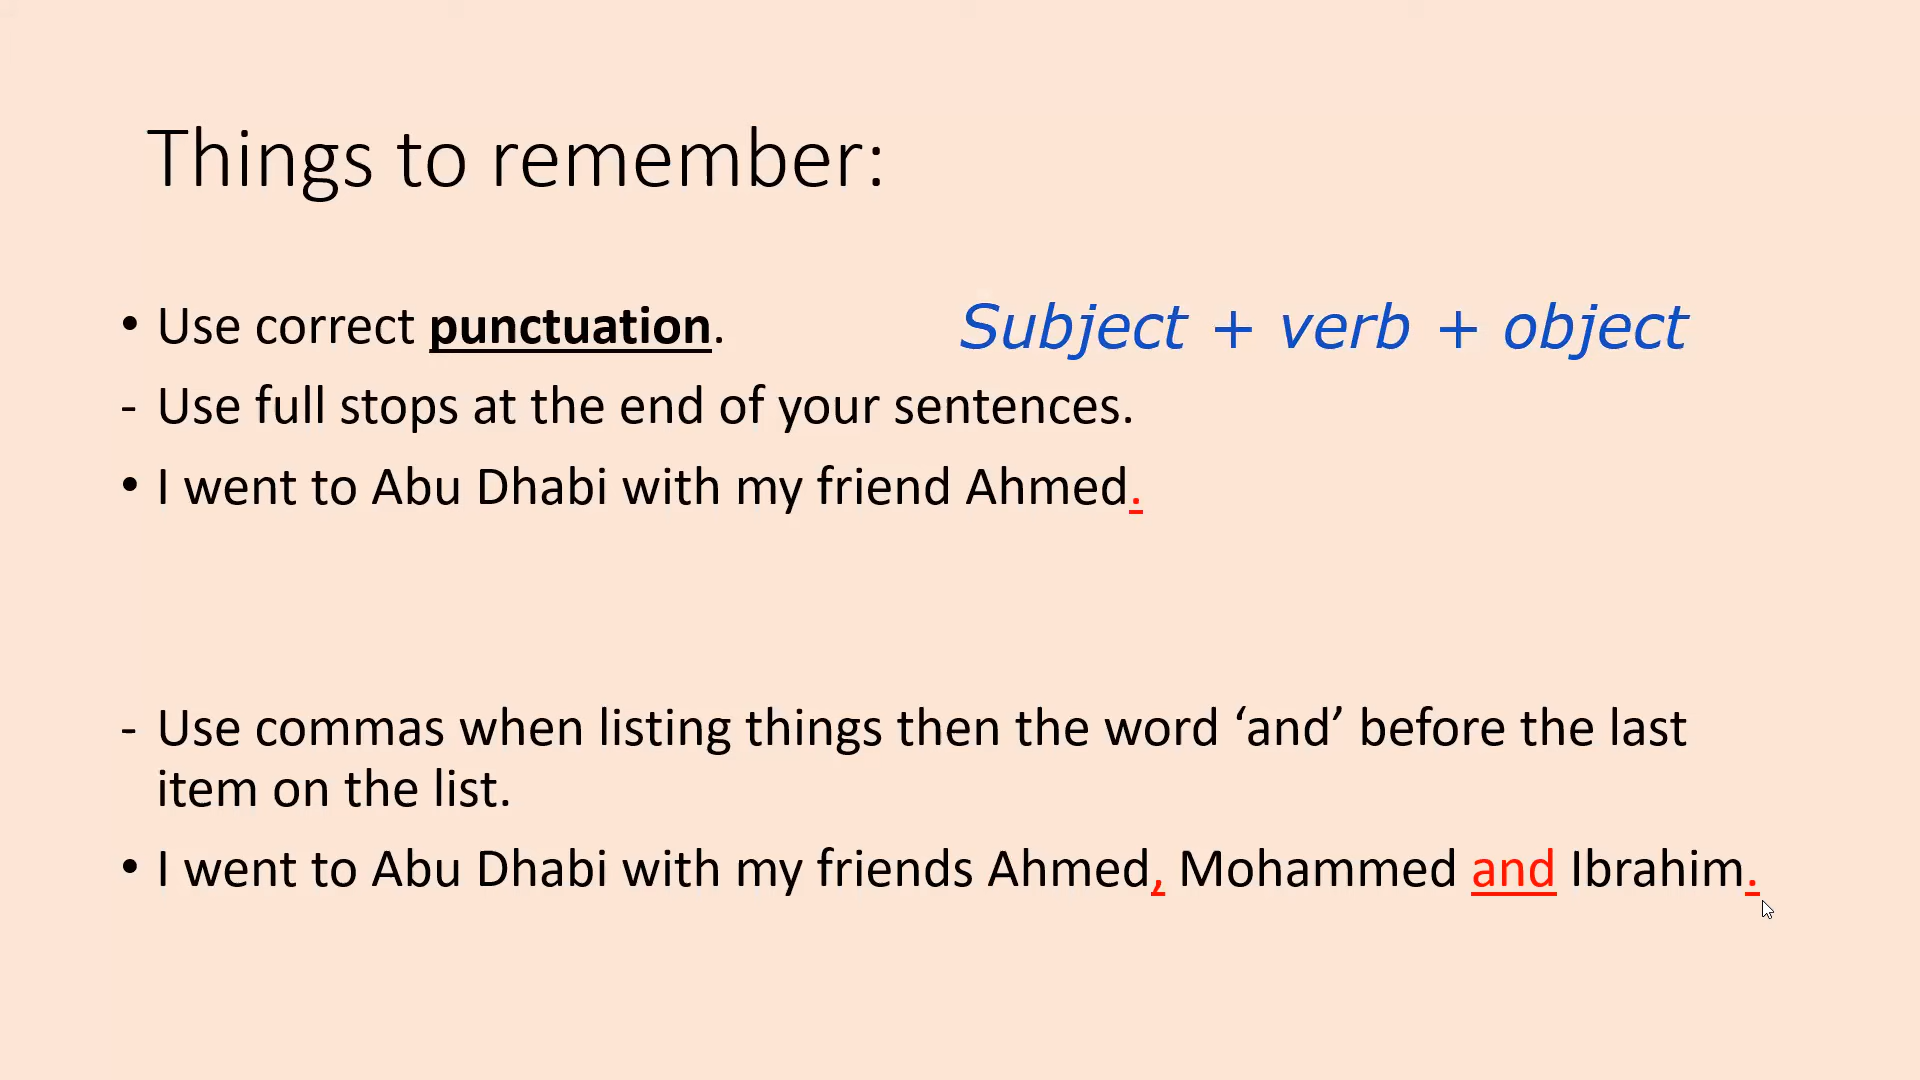 Things to remember:
• Use correct punctuation.
Subject + verb + object
- Use full stops at the end of your sentences.
• I went to Abu Dhabi with my friend Ahmed.
- Use commas when listing things then the word ‘and’ before the last
item on the list.
• I went to Abu Dhabi with my friends Ahmed, Mohammed and Ibrahim.